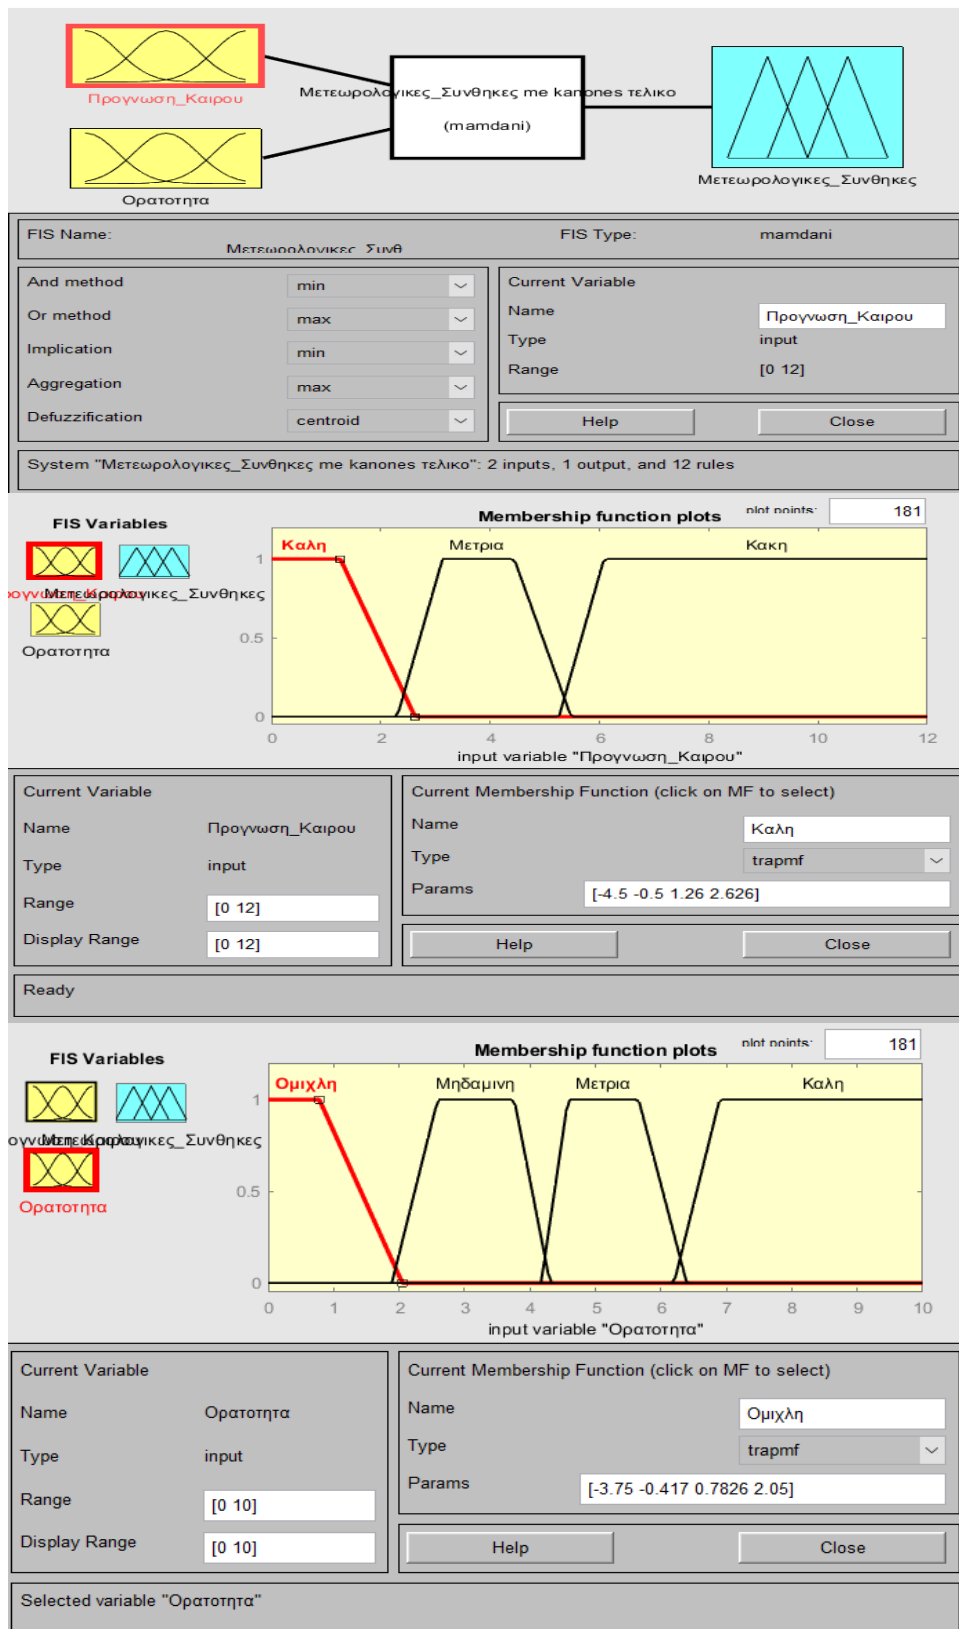 Προγνωση_Καιρου
Μετεωρολογικες_Συνθηκες me kanones τελικο
(mamdani)
Ορατοτητα
Μετεωρολογικες_Συνθηκες
FIS Name:
Μετεωρολογικες_Συνθ
FIS Type:
mamdani
And method
min
Or method
max
Implication
min
Aggregation
max
Defuzzification
centroid
Current Variable
Name
Προγνωση_Καιρου
Type
input
Range
[0 12]
Help
Close
System "Μετεωρολογικες_Συνθηκες me kanones τελικο": 2 inputs, 1 output, and 12 rules
FIS Variables
Μετεωρολογικες_Συνθηκες
Ορατοτητα
Membership function plots
plot points:
181
Καλη
Μετρια
Κακη
1
0.5
0
0 2 4 6 8 10 12
input variable "Προγνωση_Καιρου"
Current Variable
Name
Προγνωση_Καιρου
Type
input
Range
[0 12]
Display Range
[0 12]
Current Membership Function (click on MF to select)
Name
Καλη
Type
trapmf
Params
[-4.5 -0.5 1.26 2.626]
Help
Close
Ready
FIS Variables
Μετεωρολογικες_Συνθηκες
Ορατοτητα
Membership function plots
plot points:
181
Ομιχλη
Μηδαμινη
Μετρια
Καλη
1
0.5
0
0 1 2 3 4 5 6 7 8 9 10
input variable "Ορατοτητα"
Current Variable
Name
Ορατοτητα
Type
input
Range
[0 10]
Display Range
[0 10]
Current Membership Function (click on MF to select)
Name
Ομιχλη
Type
trapmf
Params
[-3.75 -0.417 0.7826 2.05]
Help
Close
Selected variable "Ορατοτητα"